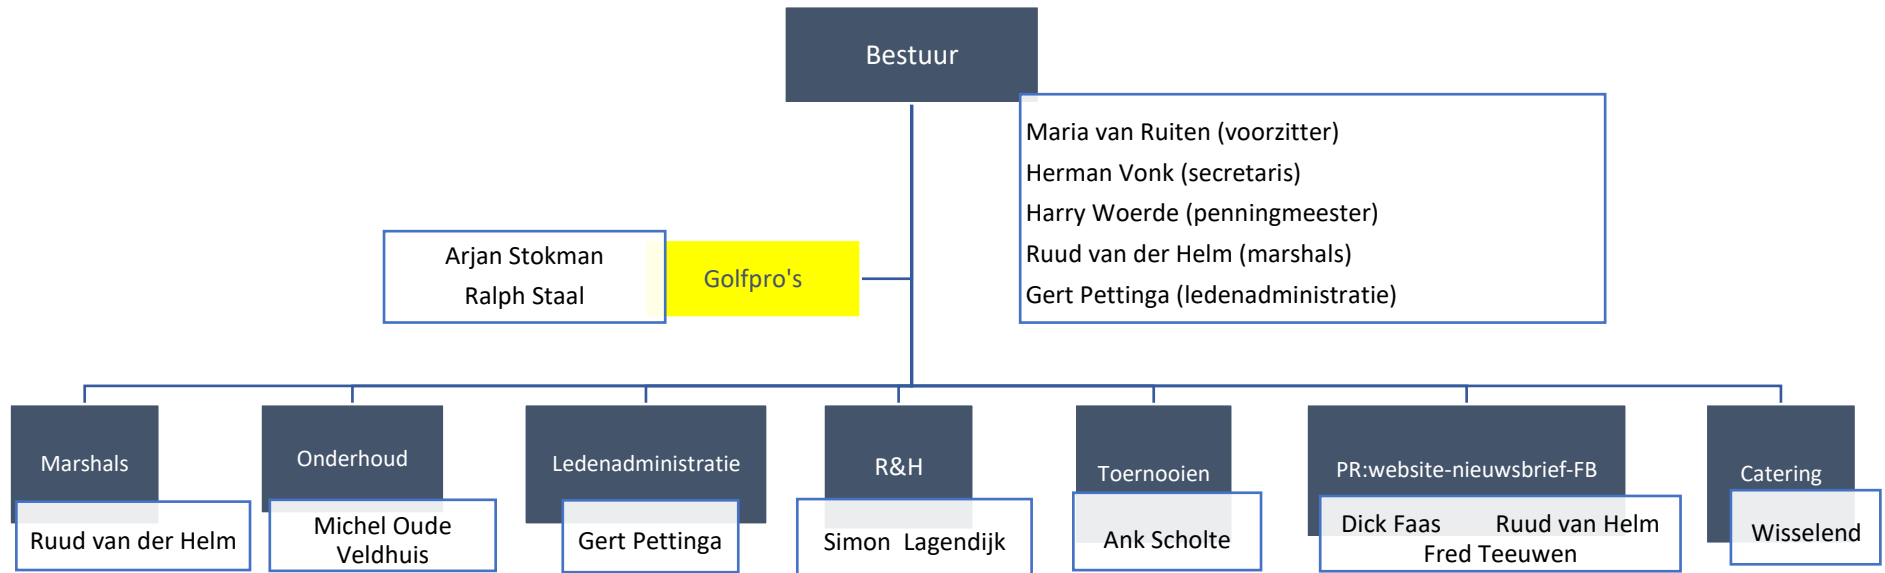 Bestuur
Maria van Ruiten (voorzitter)
Herman Vonk (secretaris)
Harry Woerde (penningmeester)
Ruud van der Helm (marshals)
Gert Pettinga (ledenadministratie)
Arjan Stokman
Ralph Staal
Golfpro's
Marshals
Ruud van der Helm
Onderhoud
Michel Oude
Veldhuis
Ledenadministratie
Gert Pettinga
R&H
Simon Lagendijk
Toernooien
Ank Scholte
PR:website-nieuwsbrief-FB
Dick Faas Ruud van Helm
Fred Teeuwen
Catering
Wisselend